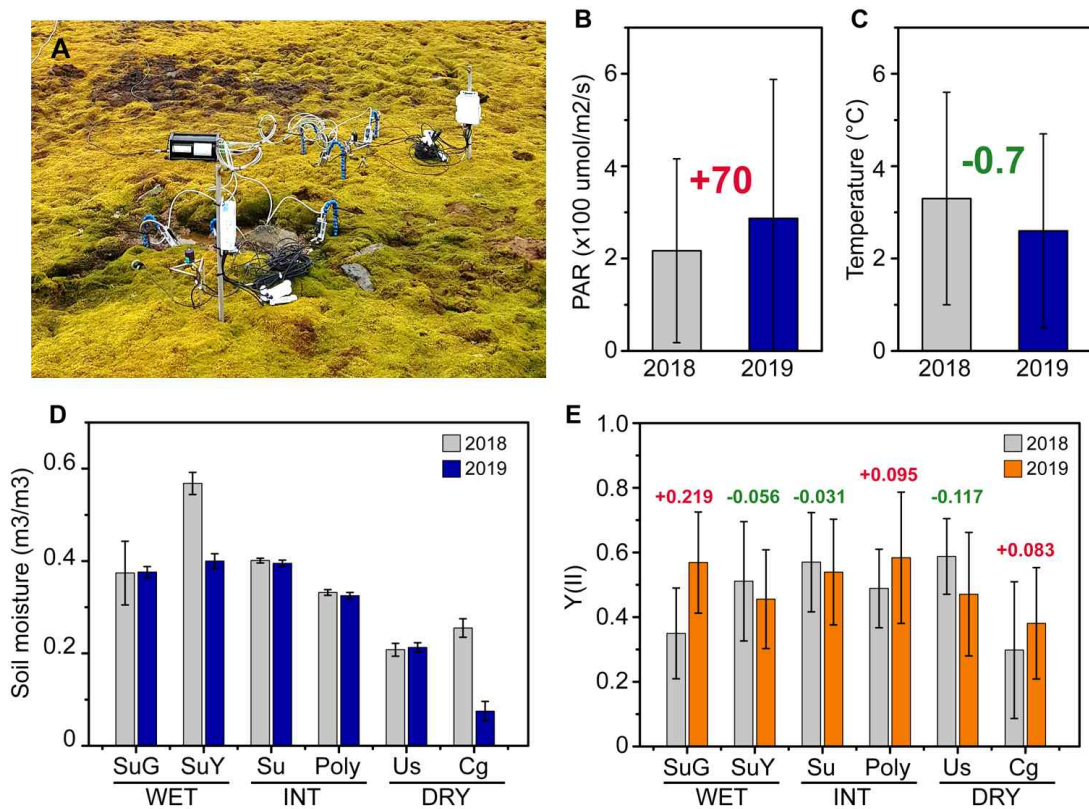 A
B
PAR (x100 umol/m2/s)
6
4
2
0
+70
2018
2019
C
Temperature (°C)
6
4
2
0
-0.7
2018
2019
D
Soil moisture (m3/m3)
0.6
0.4
0.2
0
2018
2019
SuG
SuY
Su
Poly
Us
Cg
WET
INT
DRY
E
Y(II)
1.0
0.8
0.6
0.4
0.2
0.0
2018
2019
+0.219
-0.056
-0.031
+0.095
-0.117
+0.083
SuG
SuY
Su
Poly
Us
Cg
WET
INT
DRY